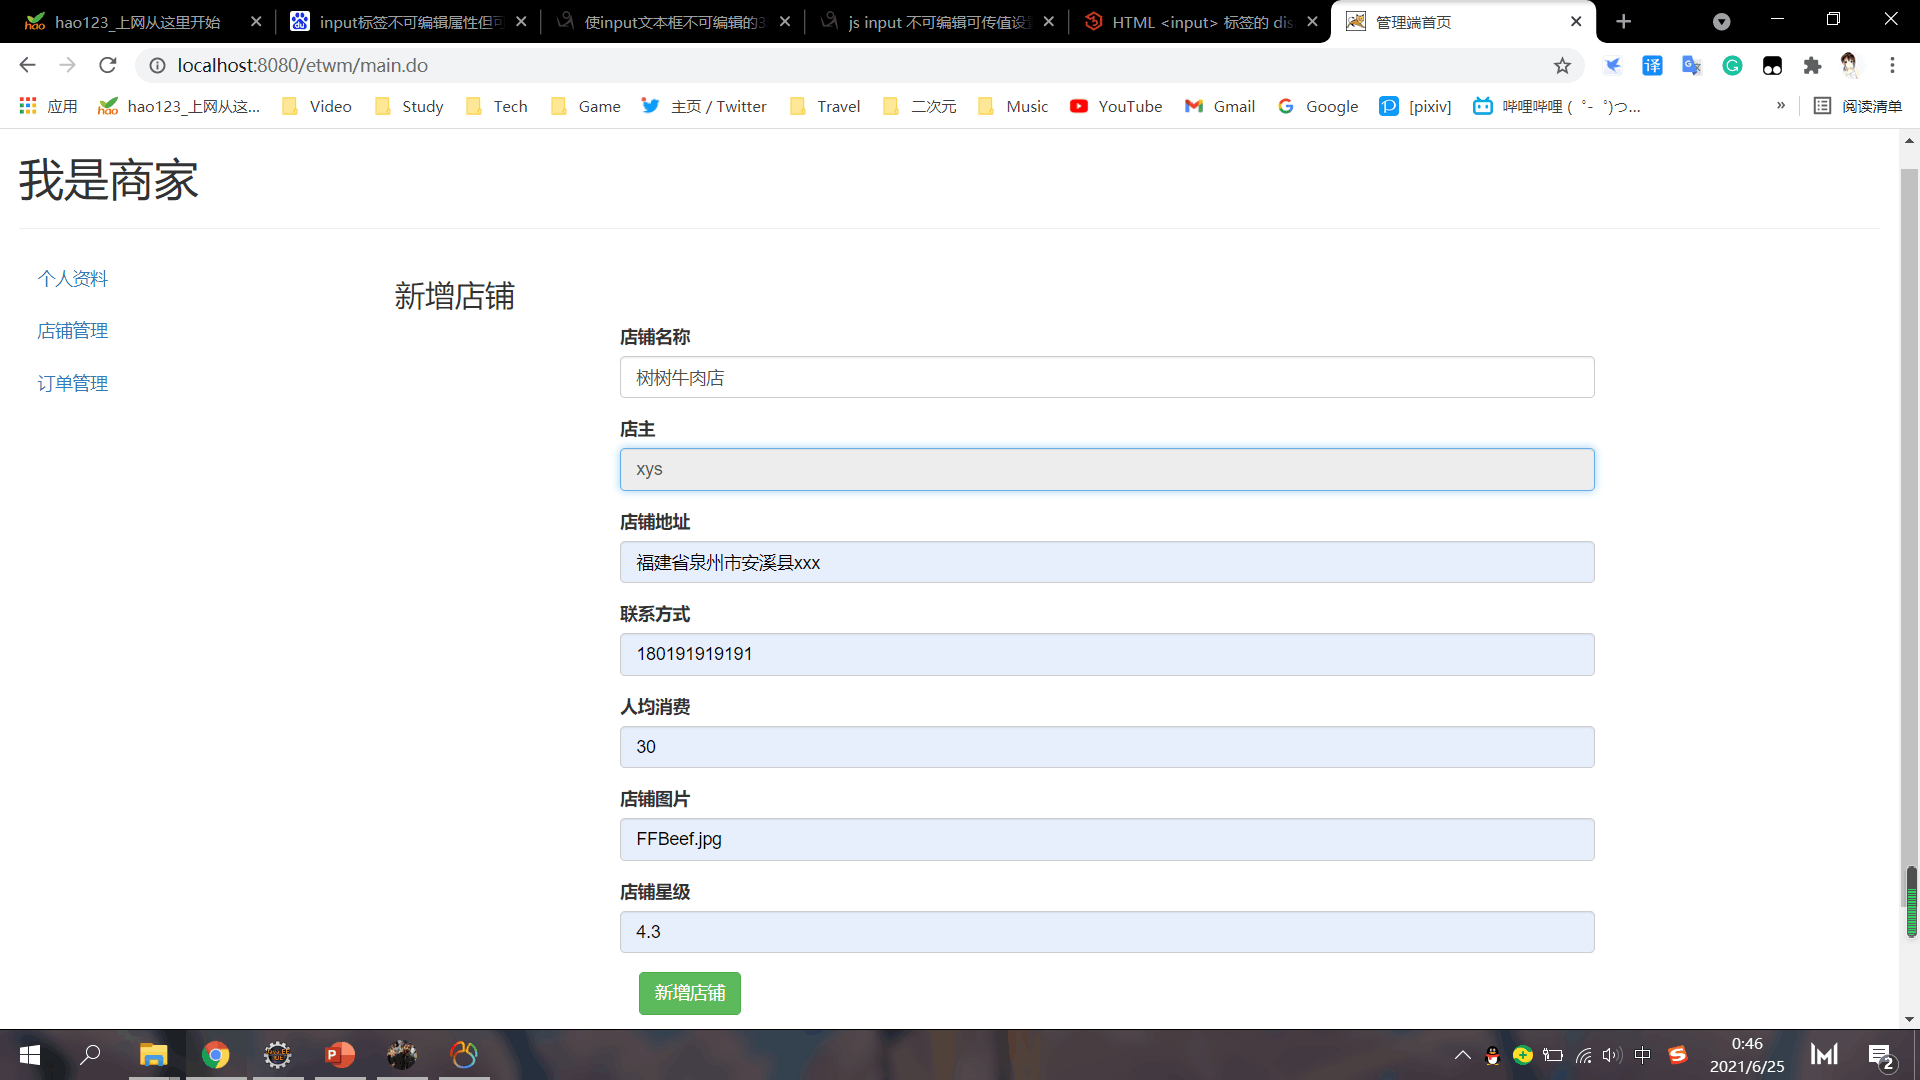 hao123_上网从这里开始
input标签不可编辑属性但可
使input文本框不可编辑的3
js input 不可编辑可传值设置
HTML <input> 标签的 dis
管理端首页
localhost:8080/etwm/main.do
应用
hao123_上网从这...
Video
Study
Tech
Game
主页 / Twitter
Travel
二次元
Music
YouTube
Gmail
Google
[pixiv]
哔哩哔哩 ( ゜- ゜)つ...
»
阅读清单
我是商家
个人资料
店铺管理
订单管理
新增店铺
店铺名称
树树牛肉店
店主
xys
店铺地址
福建省泉州市安溪县xxx
联系方式
180191919191
人均消费
30
店铺图片
FFBeef.jpg
店铺星级
4.3
新增店铺
中
0:46
2021/6/25
2